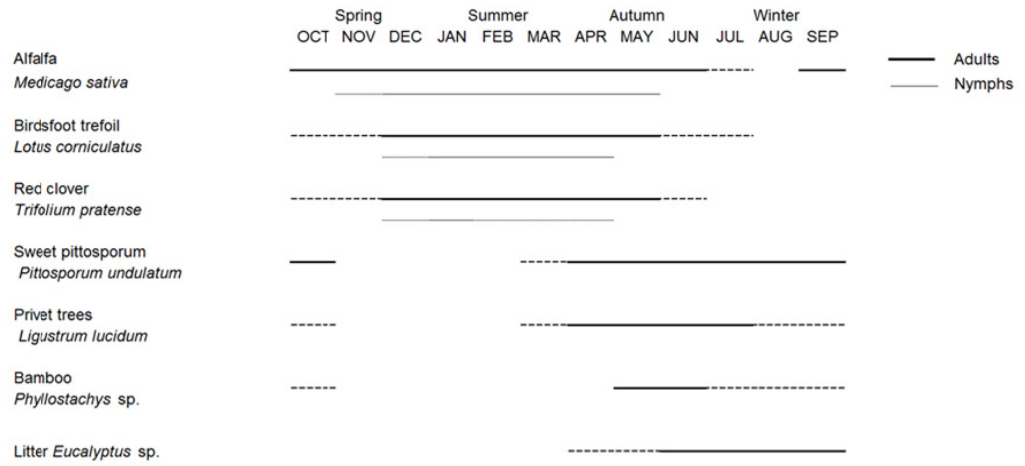 Spring Summer Autumn Winter
OCT NOV DEC JAN FEB MAR APR MAY JUN JUL AUG SEP
Alfalfa
Medicago sativa
Adults
Nymphs
Birdsfoot trefoil
Lotus corniculatus
Red clover
Trifolium pratense
Sweet pittosporum
Pittosporum undulatum
Privet trees
Ligustrum lucidum
Bamboo
Phyllostachys sp.
Litter Eucalyptus sp.